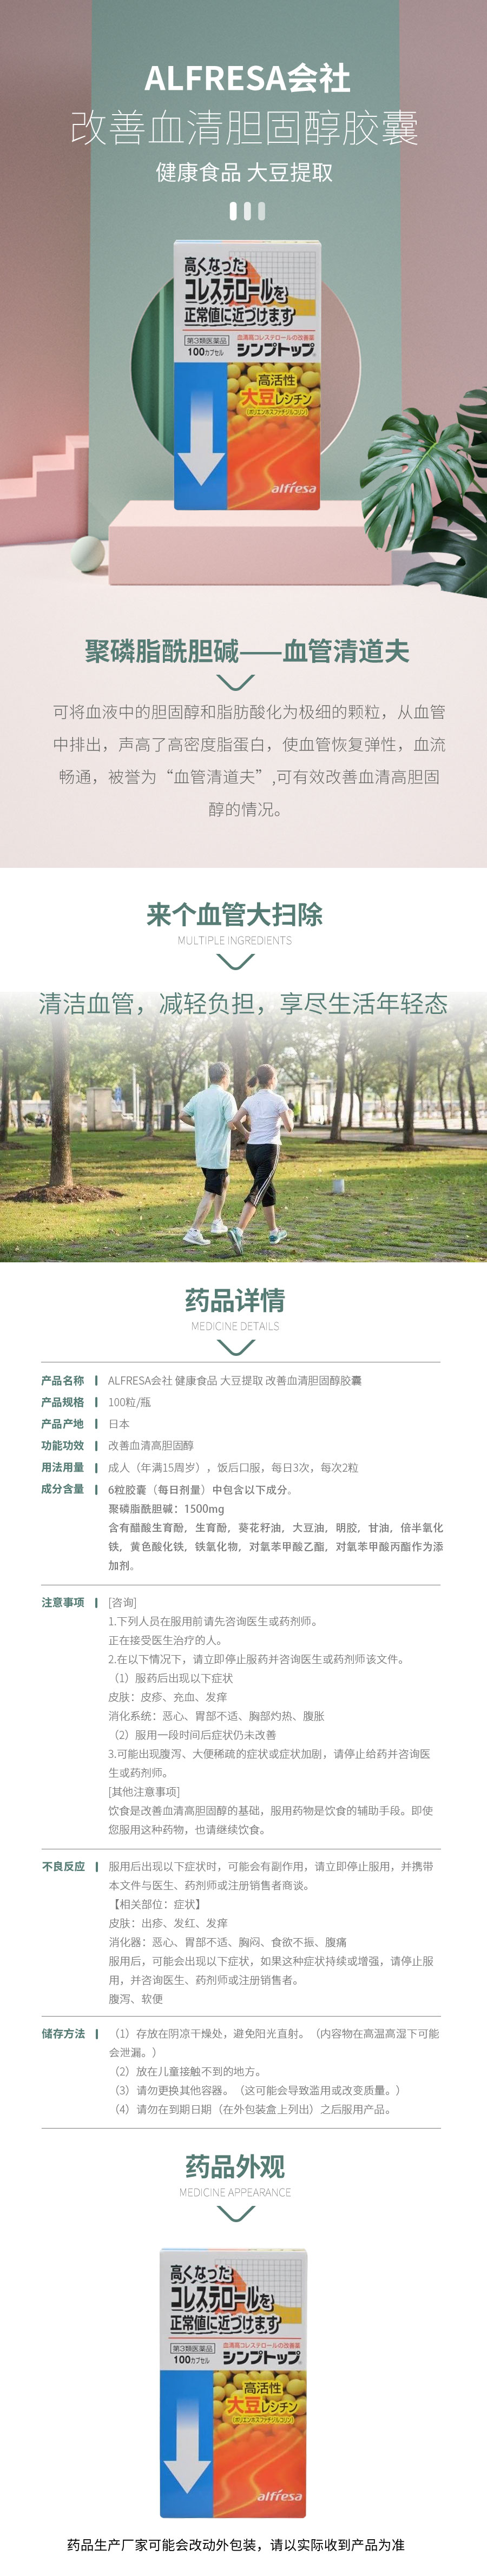 ALFRESA会社
改善血清胆固醇胶囊
健康食品 大豆提取
高くなった
コレステロールを
正常値に近づけます
血清高コレステロールの改善薬
第3類医薬品
100カプセル
シンプトップ
高活性
大豆レシチン
(ポリエンホスファチジルコリン)
alfresa
聚磷脂酰胆碱——血管清道夫
可将血液中的胆固醇和脂肪酸化为极细的颗粒，从血管
中排出，声高了高密度脂蛋白，使血管恢复弹性，血流
畅通，被誉为“血管清道夫”,可有效改善血清高胆固
醇的情况。
来个血管大扫除
MULTIPLE INGREDIENTS
清洁血管，减轻负担，享尽生活年轻态
药品详情
MEDICINE DETAILS
产品名称 ALFRESA会社 健康食品 大豆提取 改善血清胆固醇胶囊
产品规格 100粒/瓶
产品产地 日本
功能功效 改善血清高胆固醇
用法用量 成人（年满15周岁），饭后口服，每日3次，每次2粒
成分含量 6粒胶囊（每日剂量）中包含以下成分。
聚磷脂酰胆碱：1500mg
含有醋酸生育酚，生育酚，葵花籽油，大豆油，明胶，甘油，倍半氧化
铁，黄色酸化铁，铁氧化物，对氧苯甲酸乙酯，对氧苯甲酸丙酯作为添
加剂。
注意事项 [咨询]
1.下列人员在服用前请先咨询医生或药剂师。
正在接受医生治疗的人。
2.在以下情况下，请立即停止服药并咨询医生或药剂师该文件。
（1）服药后出现以下症状
皮肤：皮疹、充血、发痒
消化系统：恶心、胃部不适、胸部灼热、腹胀
（2）服用一段时间后症状仍未改善
3.可能出现腹泻、大便稀疏的症状或症状加剧，请停止给药并咨询医
生或药剂师。
[其他注意事项]
饮食是改善血清高胆固醇的基础，服用药物是饮食的辅助手段。即使
您服用这种药物，也请继续饮食。
不良反应 服用后出现以下症状时，可能会有副作用，请立即停止服用，并携带
本文件与医生、药剂师或注册销售者商谈。
【相关部位：症状】
皮肤：出疹、发红、发痒
消化器：恶心、胃部不适、胸闷、食欲不振、腹痛
服用后，可能会出现以下症状，如果这种症状持续或增强，请停止服
用，并咨询医生、药剂师或注册销售者。
腹泻、软便
储存方法 （1）存放在阴凉干燥处，避免阳光直射。（内容物在高温高湿下可能
会泄漏。）
（2）放在儿童接触不到的地方。
（3）请勿更换其他容器。（这可能会导致滥用或改变质量。）
（4）请勿在到期日期（在外包装盒上列出）之后服用产品。
药品外观
MEDICINE APPEARANCE
高くなった
コレステロールを
正常値に近づけます
血清高コレステロールの改善薬
第3類医薬品
100カプセル
シンプトップ
高活性
大豆レシチン
(ポリエンホスファチジルコリン)
alfresa
药品生产厂家可能会改动外包装，请以实际收到产品为准